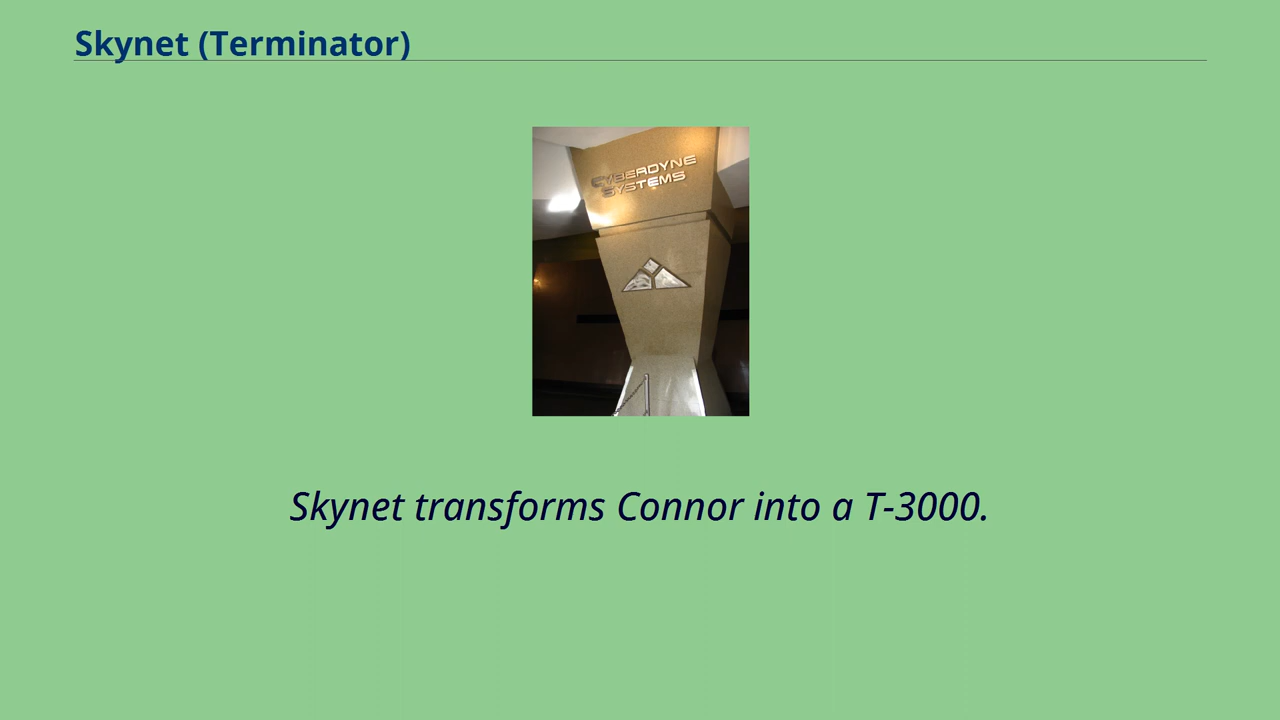 Skynet (Terminator)
CYBERDYNE
SYSTEMS
Skynet transforms Connor into a T-3000.